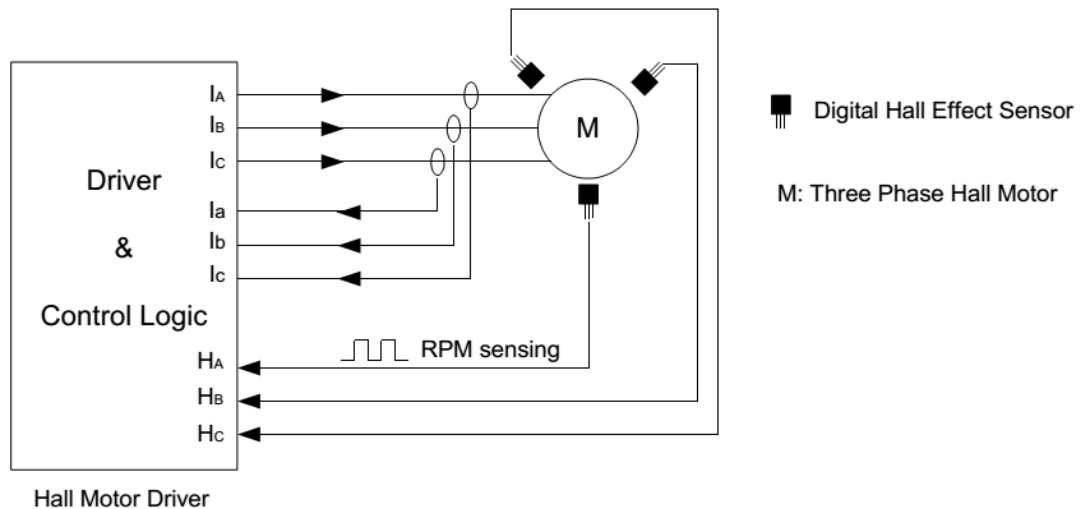 IA
IB
IC
Driver
&
Control Logic
Ia
Ib
Ic
HA
HB
HC
RPM sensing
M
Digital Hall Effect Sensor
M: Three Phase Hall Motor
Hall Motor Driver